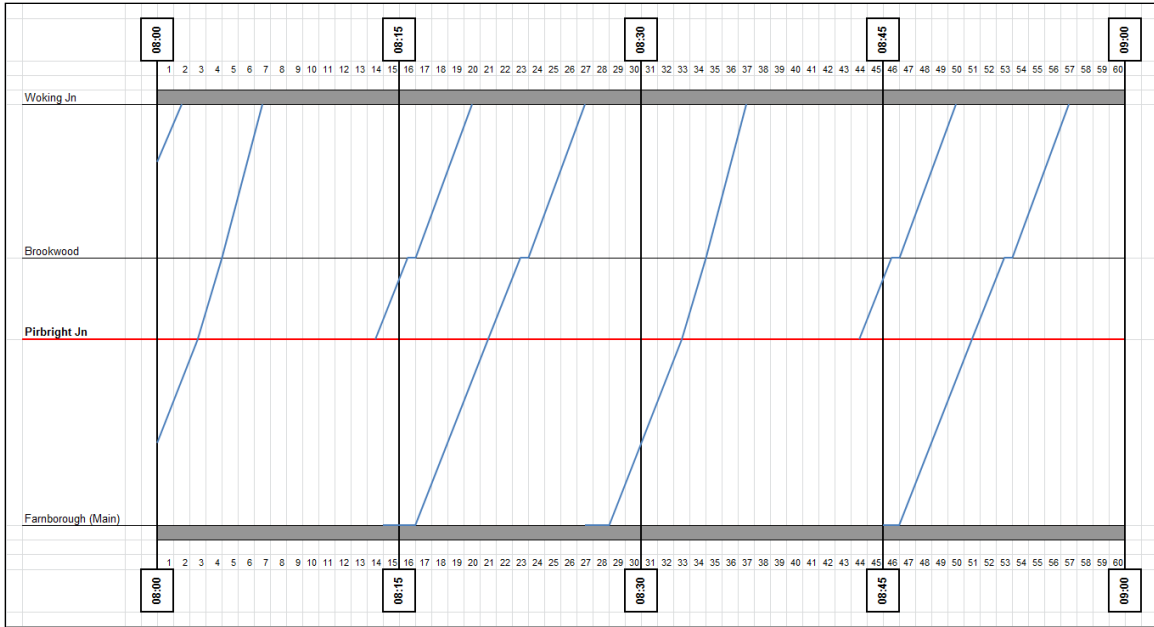 08:00 08:15 08:30 08:45 09:00
1 2 3 4 5 6 7 8 9 10 11 12 13 14 15 16 17 18 19 20 21 22 23 24 25 26 27 28 29 30 31 32 33 34 35 36 37 38 39 40 41 42 43 44 45 46 47 48 49 50 51 52 53 54 55 56 57 58 59 60
Woking Jn
Brookwood
Pirbright Jn
Farnborough (Main)
1 2 3 4 5 6 7 8 9 10 11 12 13 14 15 16 17 18 19 20 21 22 23 24 25 26 27 28 29 30 31 32 33 34 35 36 37 38 39 40 41 42 43 44 45 46 47 48 49 50 51 52 53 54 55 56 57 58 59 60
08:00 08:15 08:30 08:45 09:00